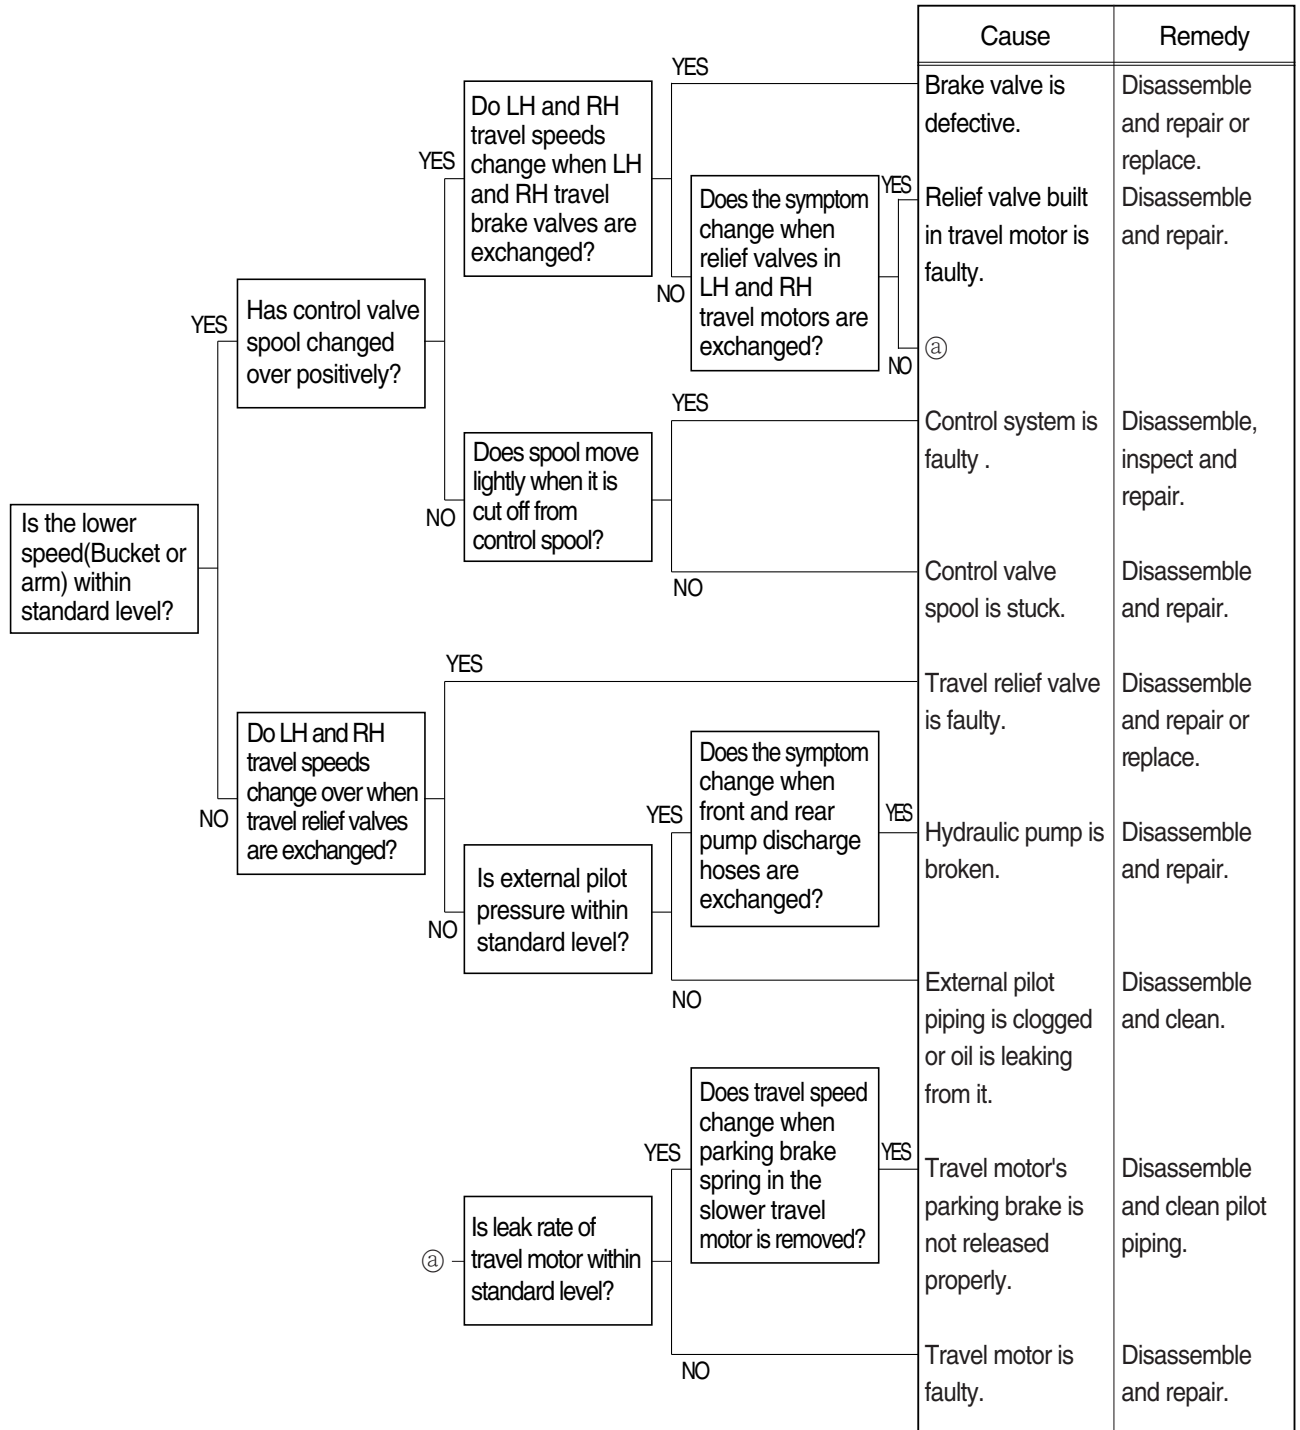 Cause
Remedy
YES
Do LH and RH
travel speeds
change when LH
and RH travel
brake valves are
exchanged?
Brake valve is
defective.
Disassemble
and repair or
replace.
YES
Does the symptom
change when
relief valves in
LH and RH
travel motors are
exchanged?
YES
Relief valve built
in travel motor is
faulty.
Disassemble
and repair.
NO
NO
ⓐ
YES
Has control valve
spool changed
over positively?
YES
Control system is
faulty .
Disassemble,
inspect and
repair.
Does spool move
lightly when it is
cut off from
control spool?
NO
NO
Control valve
spool is stuck.
Disassemble
and repair.
Is the lower
speed(Bucket or
arm) within
standard level?
YES
Travel relief valve
is faulty.
Disassemble
and repair or
replace.
Do LH and RH
travel speeds
change over when
travel relief valves
are exchanged?
NO
Does the symptom
change when
front and rear
pump discharge
hoses are
exchanged?
YES
YES
Hydraulic pump is
broken.
Disassemble
and repair.
Is external pilot
pressure within
standard level?
NO
NO
External pilot
piping is clogged
or oil is leaking
from it.
Disassemble
and clean.
Does travel speed
change when
parking brake
spring in the
slower travel
motor is removed?
YES
YES
Travel motor's
parking brake is
not released
properly.
Disassemble
and clean pilot
piping.
ⓐ
Is leak rate of
travel motor within
standard level?
NO
Travel motor is
faulty.
Disassemble
and repair.